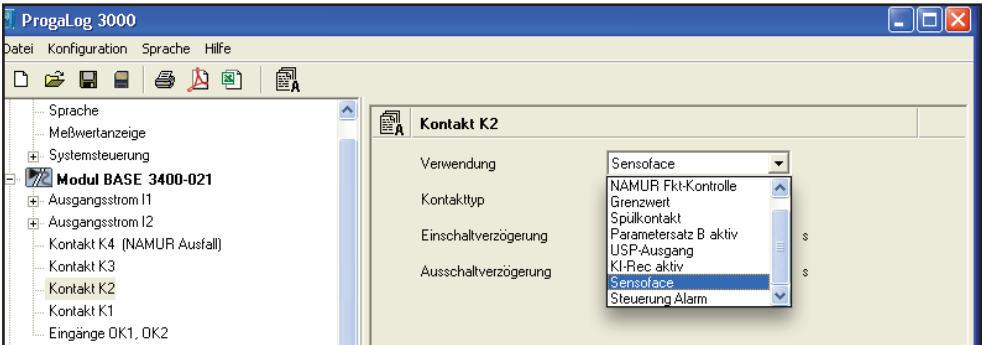 ProgaLog 3000
Datei Konfiguration Sprache Hilfe
Sprache
Meßwertanzeige
Systemsteuerung
Modul BASE 3400-021
Ausgangsstrom I1
Ausgangsstrom I2
Kontakt K4 (NAMUR Ausfall)
Kontakt K3
Kontakt K2
Kontakt K1
Eingänge OK1, OK2
A Kontakt K2
Verwendung Sensoface
Kontakttyp
Einschaltverzögerung s
Ausschaltverzögerung s
NAMUR Fkt-Kontrolle
Grenzwert
Spülkontakt
Parametersatz B aktiv
USP-Ausgang
KI-Rec aktiv
Sensoface
Steuerung Alarm